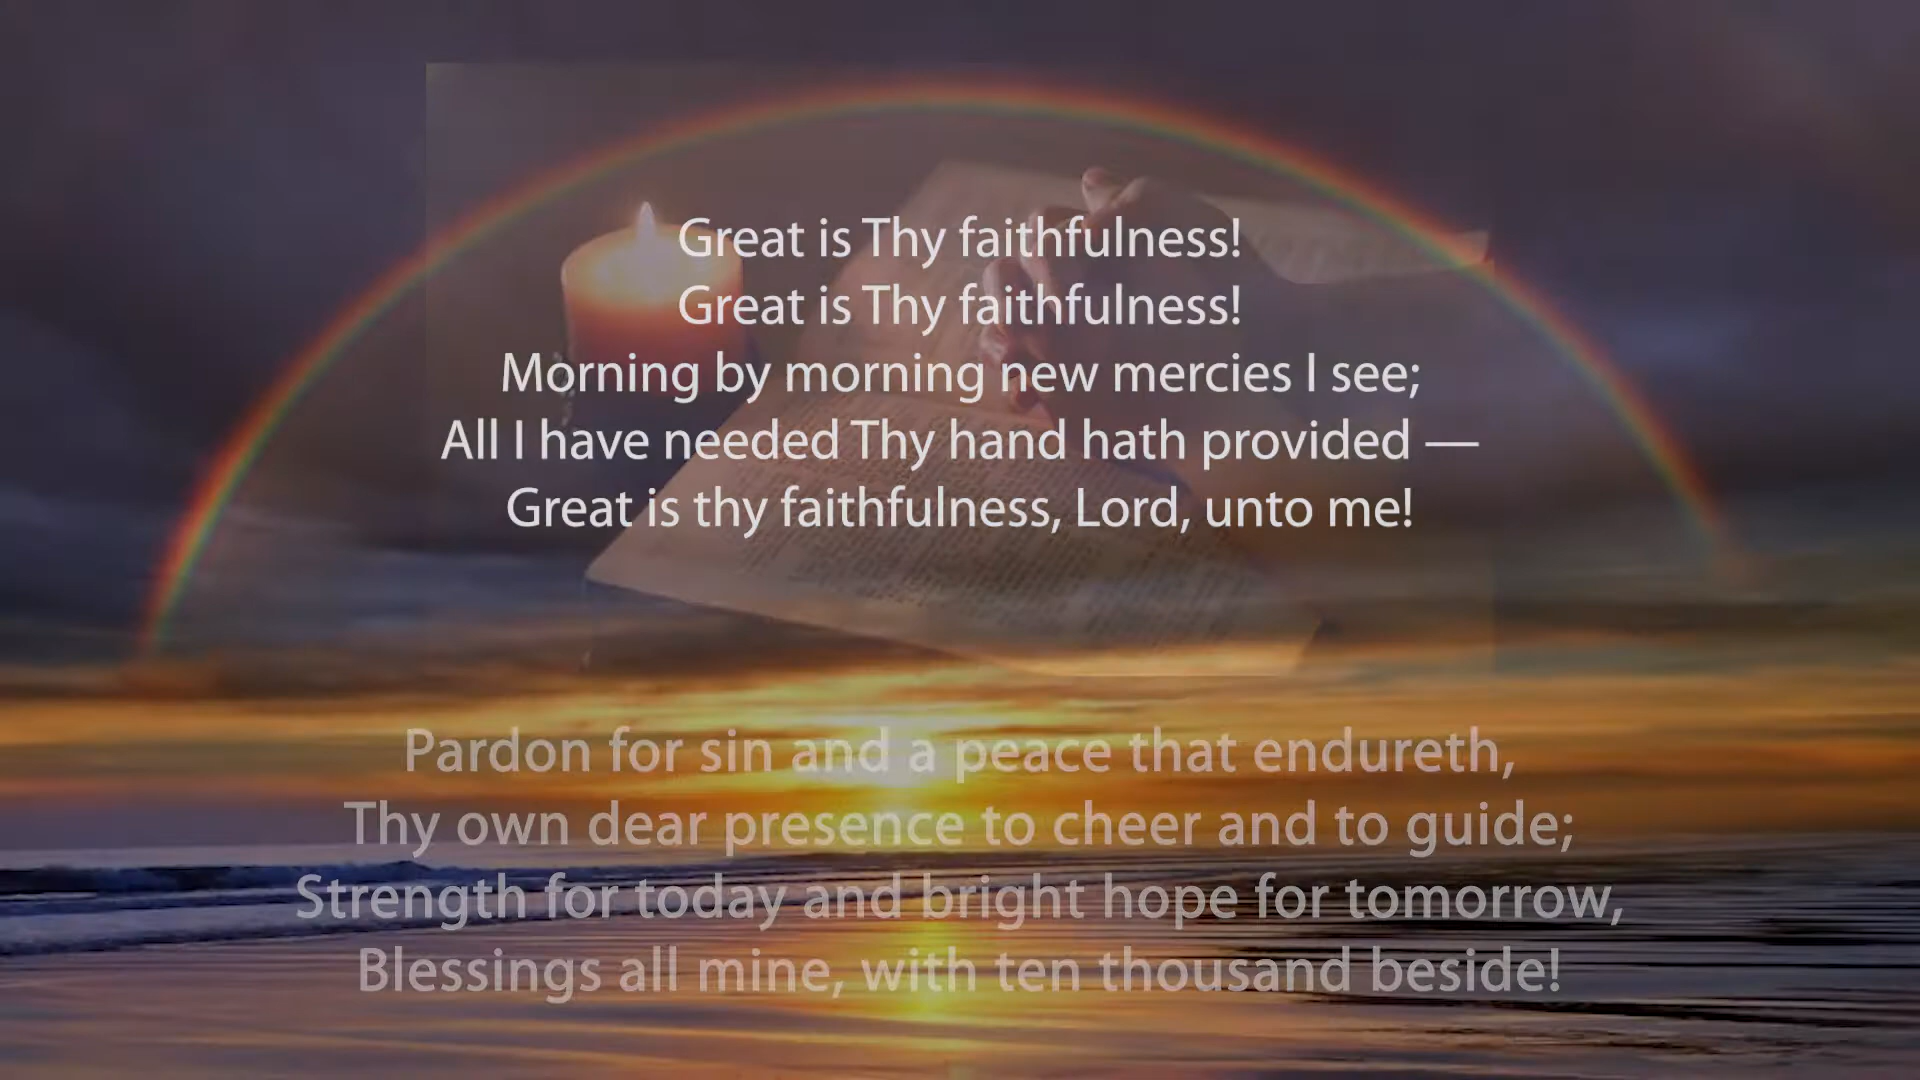 Great is Thy faithfulness!
Great is Thy faithfulness!
Morning by morning new mercies I see;
All I have needed Thy hand hath provided —
Great is thy faithfulness, Lord, unto me!
Pardon for sin and a peace that endureth,
Thy own dear presence to cheer and to guide;
Strength for today and bright hope for tomorrow,
Blessings all mine, with ten thousand beside!